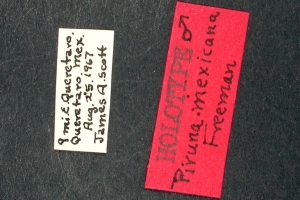 9 mi. E. Queretaro.
Queretaro. Mex.
Aug. 25. 1967
James A. Scott
HOLOTYPE ♂
Piruna. mexicana
Freeman